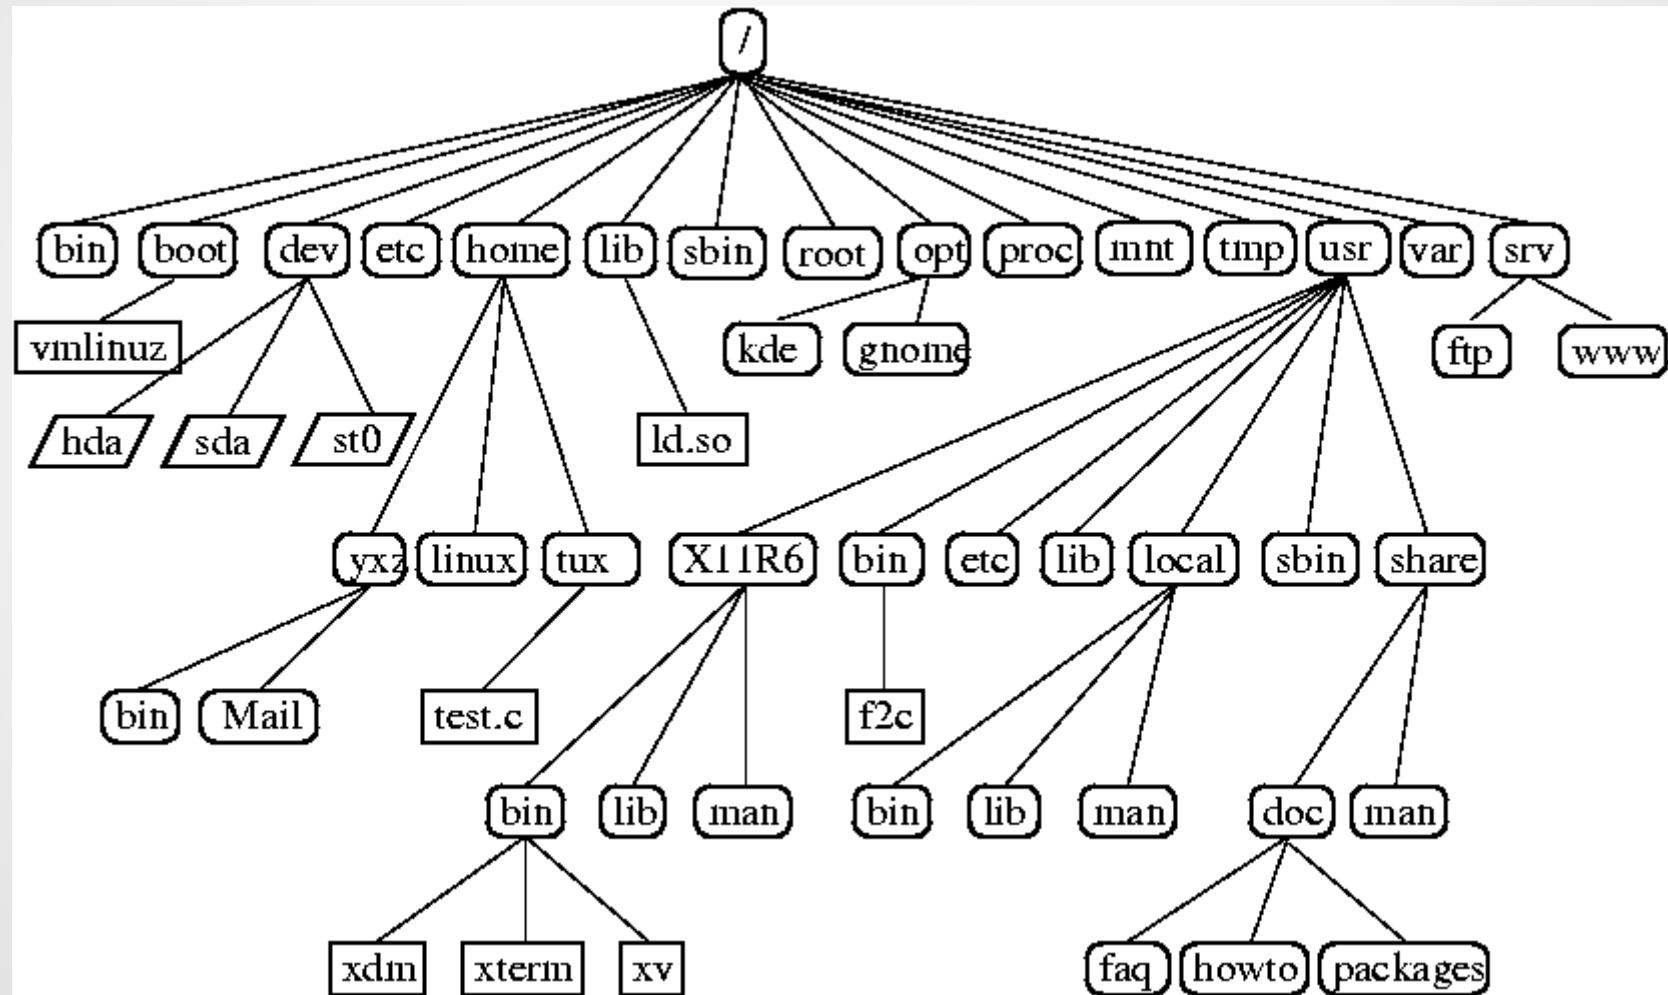 /
bin boot dev etc home lib sbin root opt proc mnt tmp usr var srv
vmlinuz kde gnome ftp www
hda sda st0 ld.so
yxz linux tux X11R6 bin etc lib local sbin share
bin Mail test.c f2c
bin lib man bin lib man doc man
xdm xterm xv faq howto packages